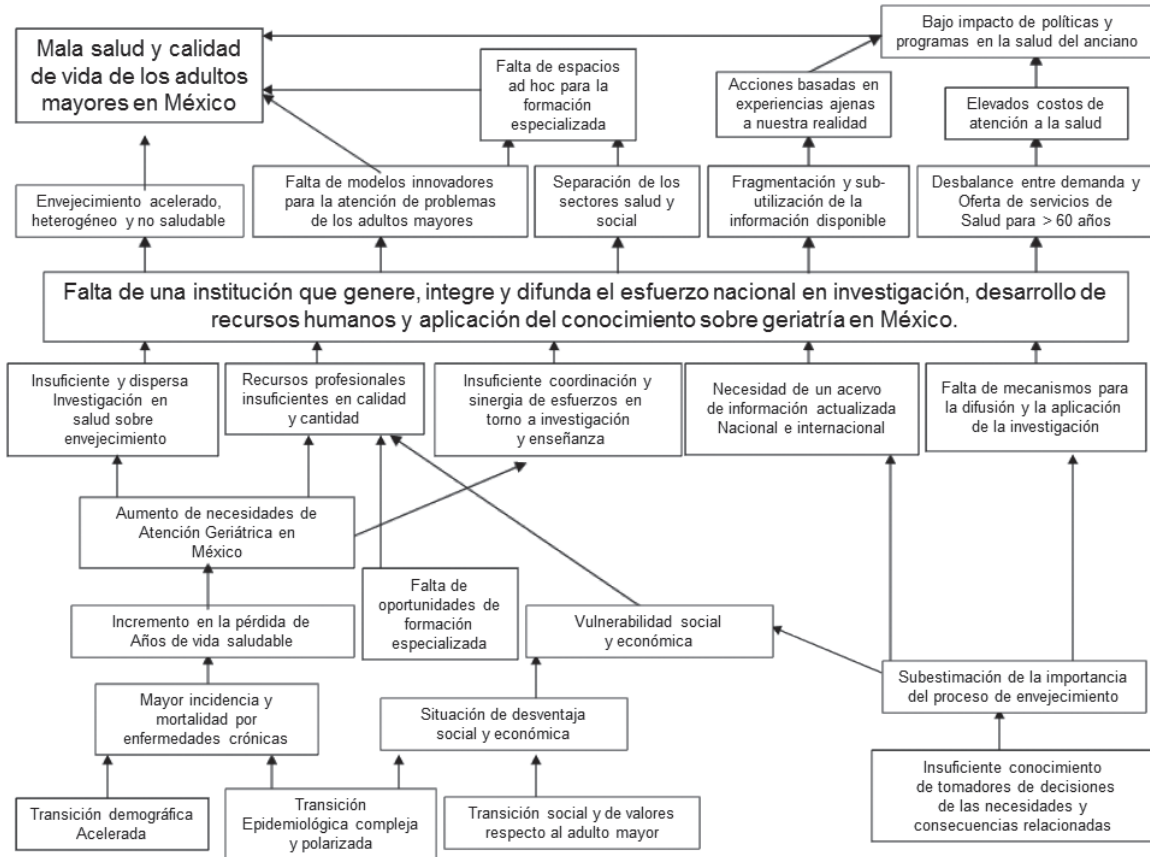 Mala salud y calidad
de vida de los adultos
mayores en México
Falta de espacios
ad hoc para la
formación
especializada
Bajo impacto de políticas y
programas en la salud del anciano
Acciones basadas en
experiencias ajenas
a nuestra realidad
Elevados costos de
atención a la salud
Envejecimiento acelerado,
heterogéneo y no saludable
Falta de modelos innovadores
para la atención de problemas
de los adultos mayores
Separación de los
sectores salud y
social
Fragmentación y sub-
utilización de la
información disponible
Desbalance entre demanda y
Oferta de servicios de
Salud para > 60 años
Falta de una institución que genere, integre y difunda el esfuerzo nacional en investigación, desarrollo de
recursos humanos y aplicación del conocimiento sobre geriatría en México.
Insuficiente y dispersa
Investigación en
salud sobre
envejecimiento
Recursos profesionales
insuficientes en calidad
y cantidad
Insuficiente coordinación y
sinergia de esfuerzos en
torno a investigación
y enseñanza
Necesidad de un acervo
de información actualizada
Nacional e internacional
Falta de mecanismos para
la difusión y la aplicación
de la investigación
Aumento de necesidades de
Atención Geriátrica en
México
Falta de
oportunidades de
formación
especializada
Incremento en la pérdida de
Años de vida saludable
Vulnerabilidad social
y económica
Subestimación de la importancia
del proceso de envejecimiento
Mayor incidencia y
mortalidad por
enfermedades crónicas
Situación de desventaja
social y económica
Insuficiente conocimiento
de tomadores de decisiones
de las necesidades y
consecuencias relacionadas
Transición demográfica
Acelerada
Transición
Epidemiológica compleja
y polarizada
Transición social y de valores
respecto al adulto mayor